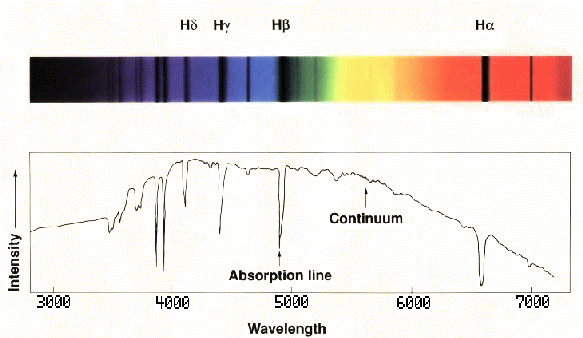 Hδ Hγ Hβ Hα
Intensity
Continuum
Absorption line
3000 4000 5000 6000 7000
Wavelength